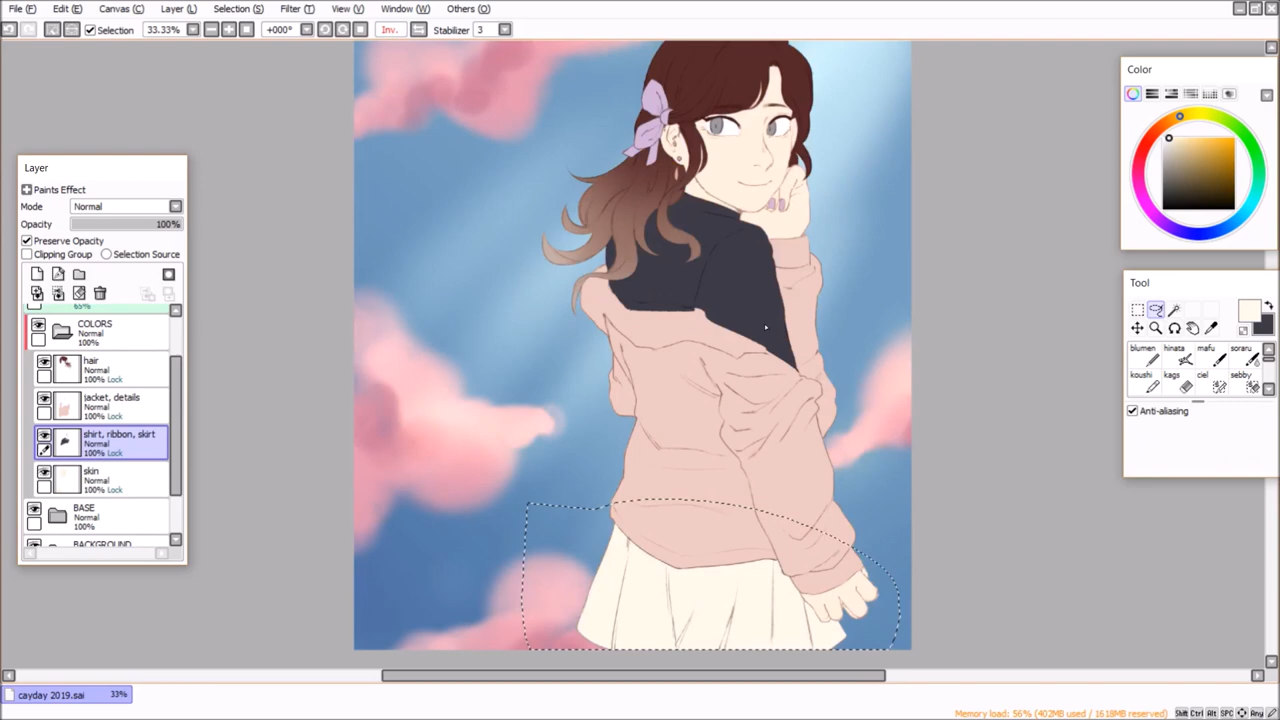 File (F) Edit (E) Canvas (C) Layer (L) Selection (S) Filter (T) View (V) Window (W) Others (O)
Selection 33.33% +000° Inv. Stabilizer 3
Layer
Paints Effect
Mode Normal
Opacity 100%
Preserve Opacity
Clipping Group Selection Source
65%
COLORS
Normal
100%
hair
Normal
100% Lock
jacket, details
Normal
100% Lock
shirt, ribbon, skirt
Normal
100% Lock
skin
Normal
100% Lock
BASE
Normal
100%
BACKGROUND
Color
Tool
blumen hinata mafu soraru
koushi kags ciel sebby
Anti-aliasing
cayday 2019.sai 33%
Memory load: 56% (402MB used / 1618MB reserved) Shift Ctrl Alt SPC Any